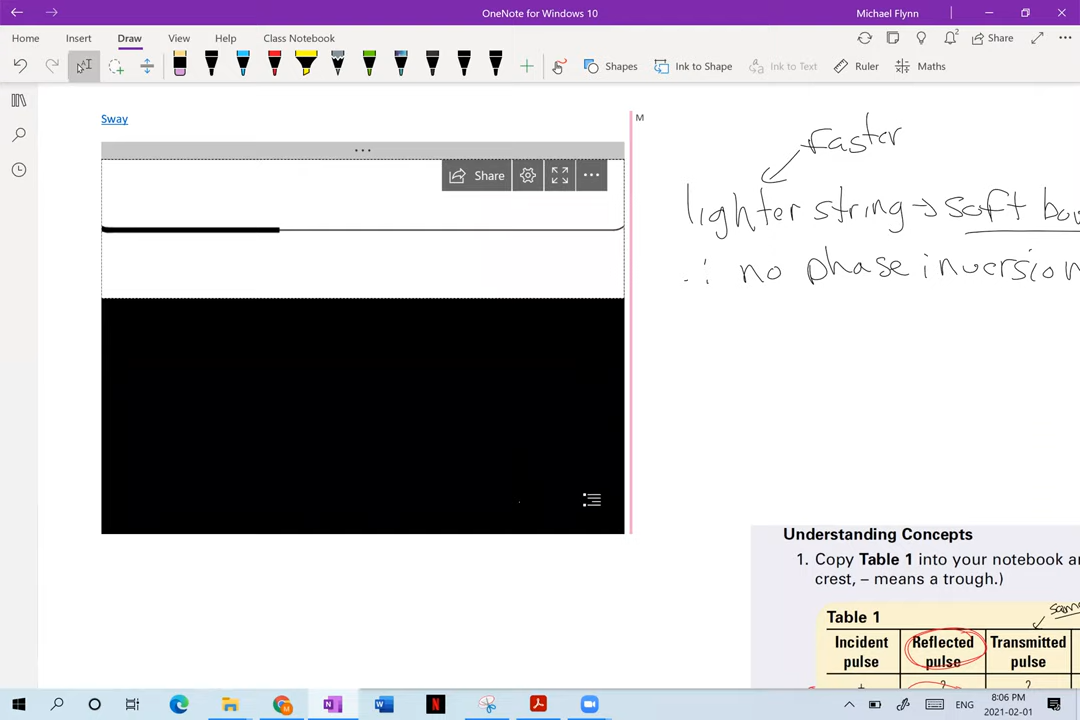 OneNote for Windows 10
Michael Flynn
Home Insert Draw View Help Class Notebook
Share
Shapes Ink to Shape Ink to Text Ruler Maths
Sway
M
Share
faster
lighter string → soft bou
∴ no phase inversion
Understanding Concepts
1. Copy Table 1 into your notebook an
crest, – means a trough.)
same
Table 1
Incident pulse
Reflected pulse
Transmitted pulse
+ ? ?
8:06 PM
ENG
2021-02-01